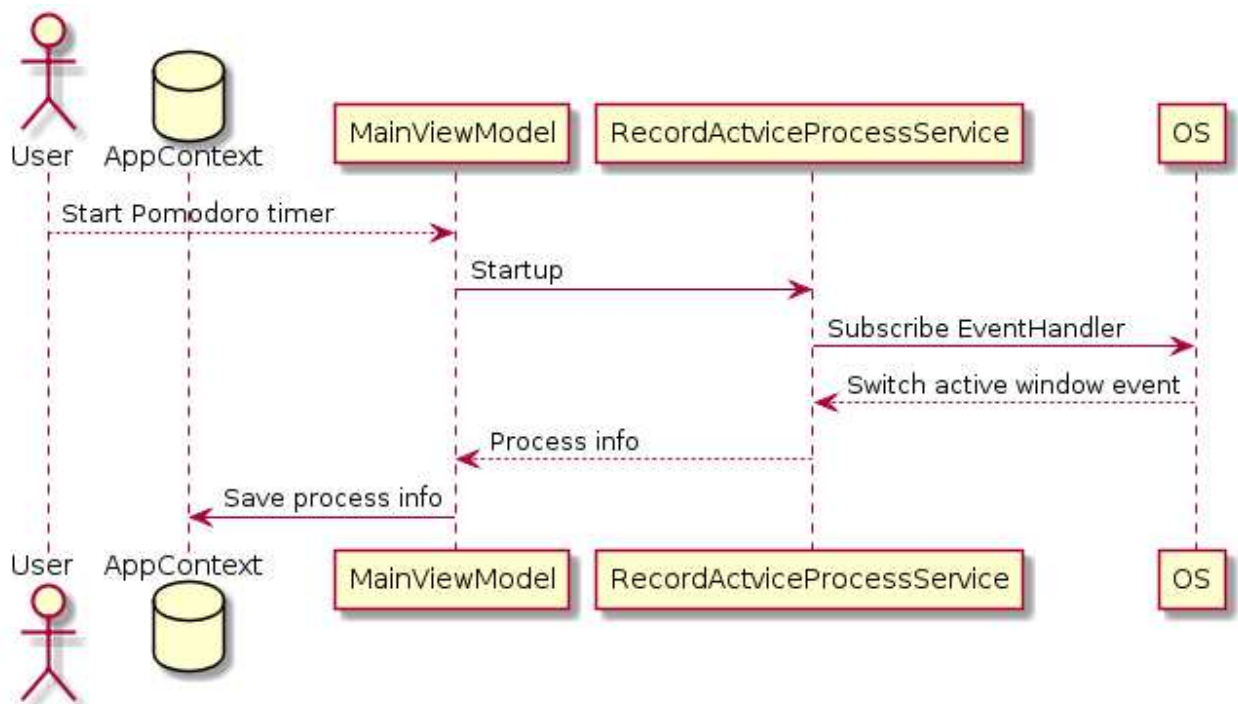 User
AppContext
MainViewModel
RecordActviceProcessService
OS
Start Pomodoro timer
Startup
Subscribe EventHandler
Switch active window event
Process info
Save process info
User
AppContext
MainViewModel
RecordActviceProcessService
OS